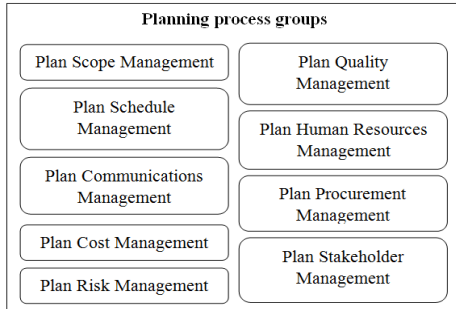 Planning process groups
Plan Scope Management
Plan Schedule
Management
Plan Communications
Management
Plan Cost Management
Plan Risk Management
Plan Quality
Management
Plan Human Resources
Management
Plan Procurement
Management
Plan Stakeholder
Management